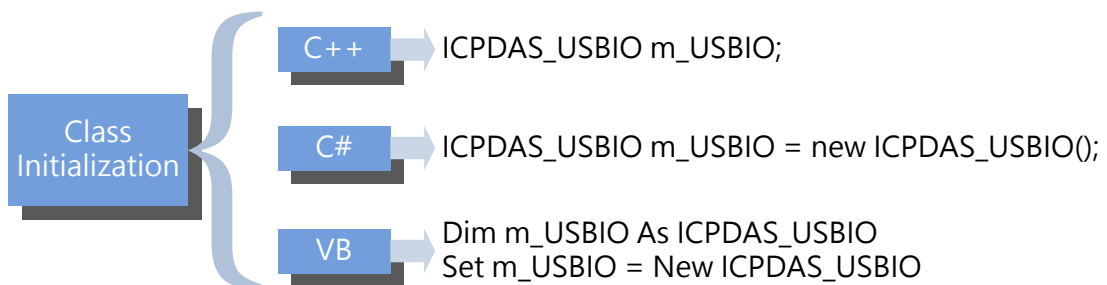 Class
Initialization
C++
ICPDAS_USBIO m_USBIO;
C#
ICPDAS_USBIO m_USBIO = new ICPDAS_USBIO();
VB
Dim m_USBIO As ICPDAS_USBIO
Set m_USBIO = New ICPDAS_USBIO